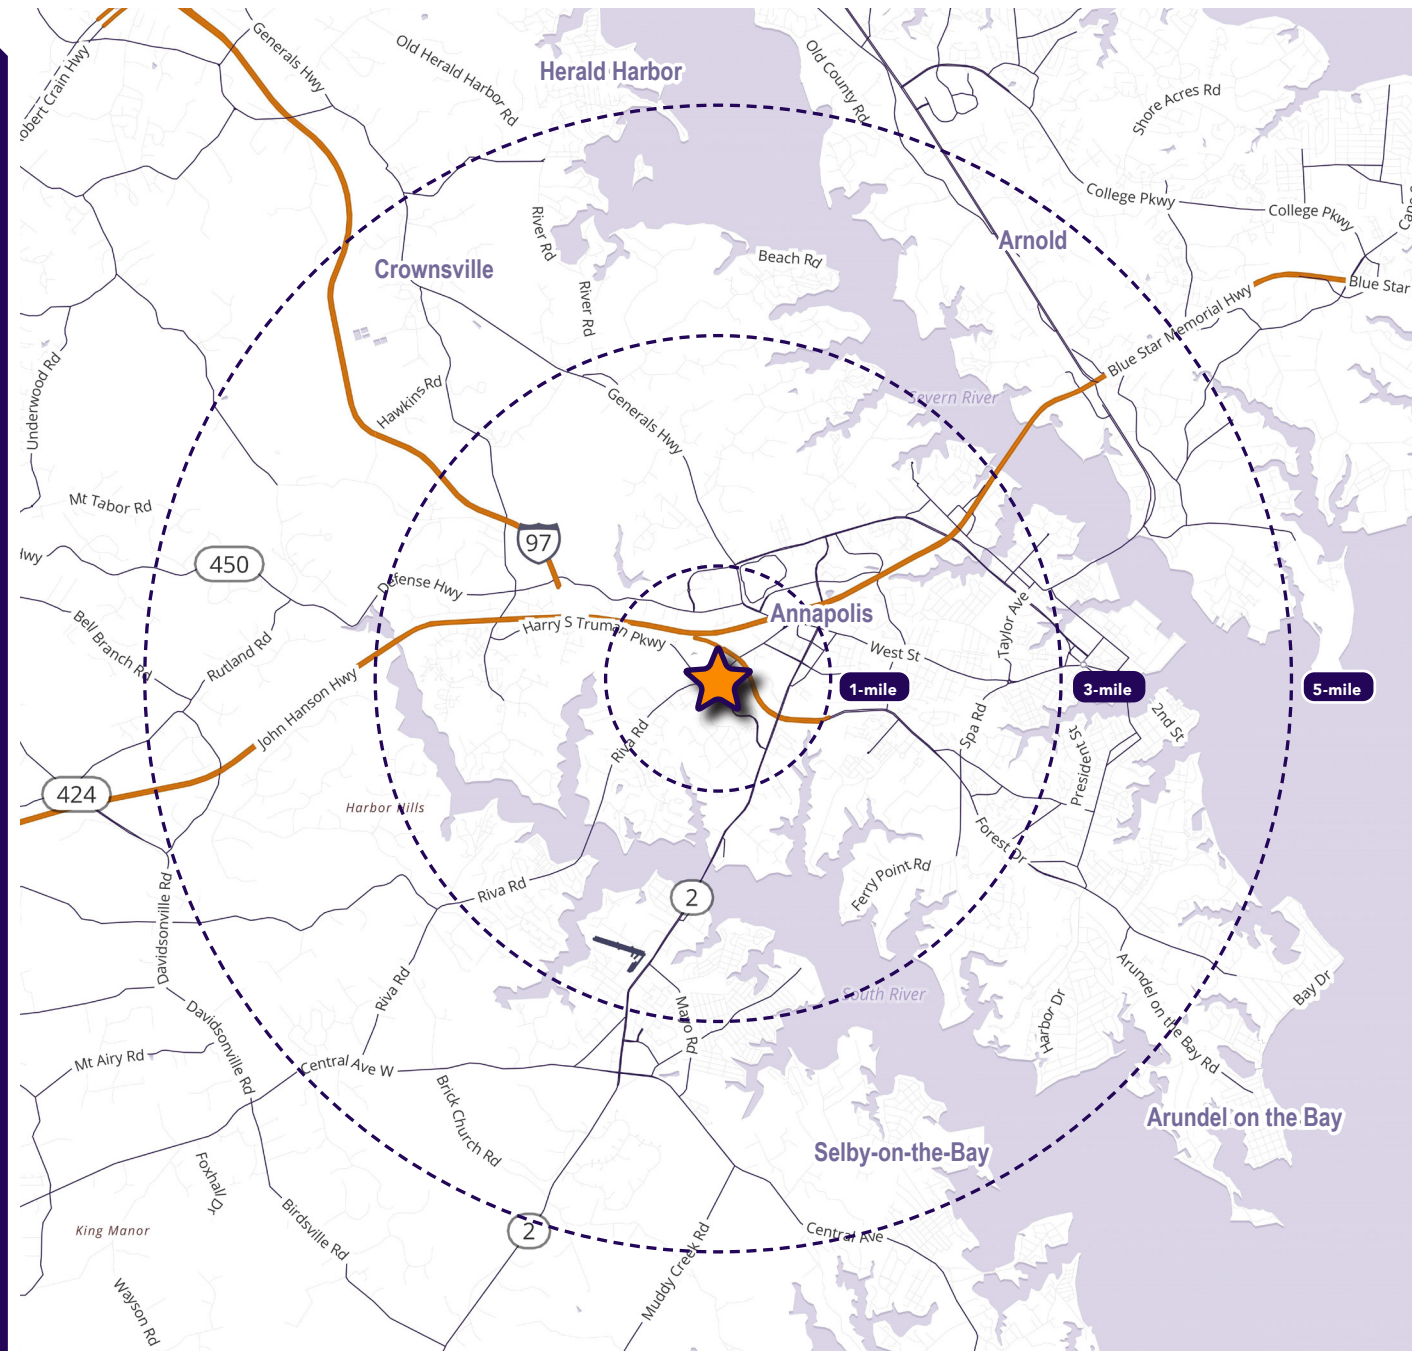 Robert Crain Hwy
Generals Hwy
Old Herald Harbor Rd
Herald Harbor
Old County Rd
Shore Acres Rd
College Pkwy
College Pkwy
River Rd
Crownsville
Beach Rd
Arnold
River Rd
Blue Star Memorial Hwy
Blue Star
Underwood Rd
Hawkins Rd
Generals Hwy
Severn River
Mt Tabor Rd
97
Hwy
450
Defense Hwy
Harry S Truman Pkwy
Annapolis
Taylor Ave
Bell Branch Rd
Rutland Rd
West St
1-mile
3-mile
5-mile
John Hanson Hwy
Riva Rd
Spa Rd
2nd St
President St
424
Harbor Hills
Forest Dr
Ferry Point Rd
Davidsonville Rd
Riva Rd
2
Riva Rd
South River
Arundel on the Bay Rd
Bay Dr
Harbor Dr
Mayo Rd
Davidsonville Rd
Mt Airy Rd
Central Ave W
Brick Church Rd
Arundel on the Bay
Selby-on-the-Bay
Foxhall Dr
King Manor
Birdsville Rd
2
Central Ave
Muddy Creek Rd
Wayson Rd